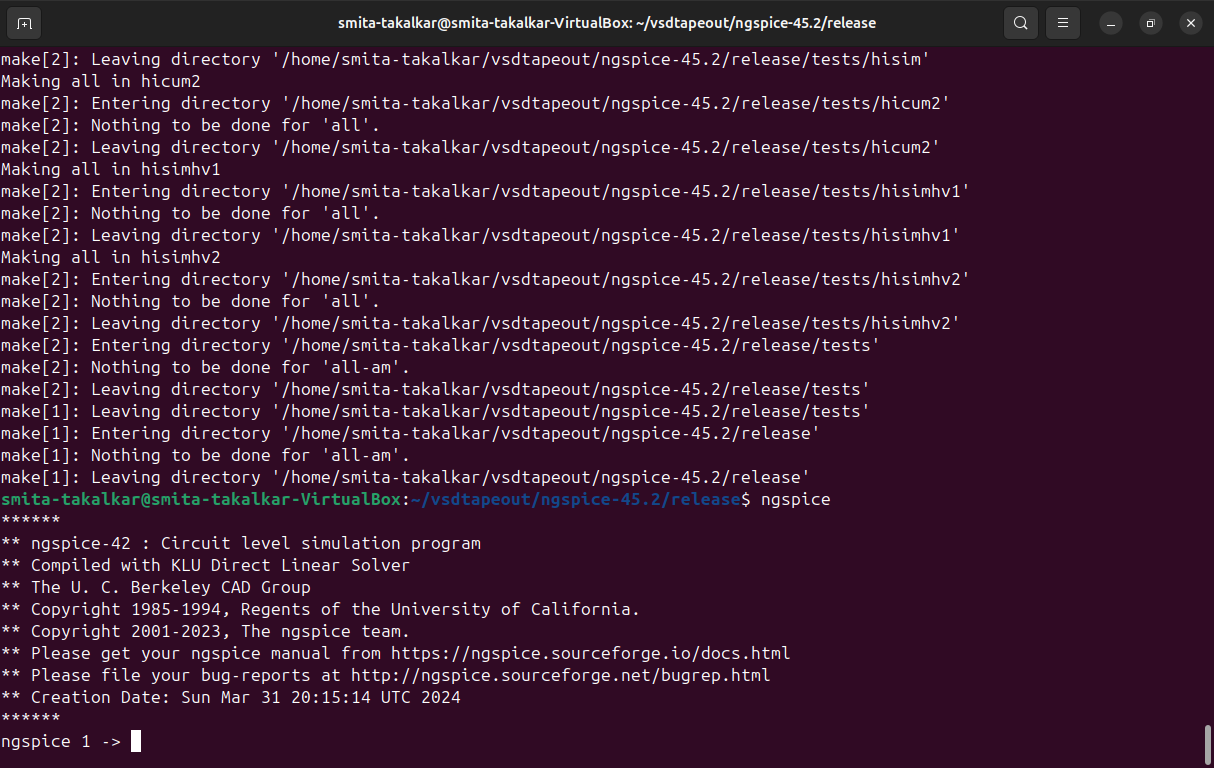 smita-takalkar@smita-takalkar-VirtualBox: ~/vsdtapeout/ngspice-45.2/release
make[2]: Leaving directory '/home/smita-takalkar/vsdtapeout/ngspice-45.2/release/tests/hisim'
Making all in hicum2
make[2]: Entering directory '/home/smita-takalkar/vsdtapeout/ngspice-45.2/release/tests/hicum2'
make[2]: Nothing to be done for 'all'.
make[2]: Leaving directory '/home/smita-takalkar/vsdtapeout/ngspice-45.2/release/tests/hicum2'
Making all in hisimhv1
make[2]: Entering directory '/home/smita-takalkar/vsdtapeout/ngspice-45.2/release/tests/hisimhv1'
make[2]: Nothing to be done for 'all'.
make[2]: Leaving directory '/home/smita-takalkar/vsdtapeout/ngspice-45.2/release/tests/hisimhv1'
Making all in hisimhv2
make[2]: Entering directory '/home/smita-takalkar/vsdtapeout/ngspice-45.2/release/tests/hisimhv2'
make[2]: Nothing to be done for 'all'.
make[2]: Leaving directory '/home/smita-takalkar/vsdtapeout/ngspice-45.2/release/tests/hisimhv2'
make[2]: Entering directory '/home/smita-takalkar/vsdtapeout/ngspice-45.2/release/tests'
make[2]: Nothing to be done for 'all-am'.
make[2]: Leaving directory '/home/smita-takalkar/vsdtapeout/ngspice-45.2/release/tests'
make[1]: Leaving directory '/home/smita-takalkar/vsdtapeout/ngspice-45.2/release/tests'
make[1]: Entering directory '/home/smita-takalkar/vsdtapeout/ngspice-45.2/release'
make[1]: Nothing to be done for 'all-am'.
make[1]: Leaving directory '/home/smita-takalkar/vsdtapeout/ngspice-45.2/release'
smita-takalkar@smita-takalkar-VirtualBox:~/vsdtapeout/ngspice-45.2/release$ ngspice
******
** ngspice-42 : Circuit level simulation program
** Compiled with KLU Direct Linear Solver
** The U. C. Berkeley CAD Group
** Copyright 1985-1994, Regents of the University of California.
** Copyright 2001-2023, The ngspice team.
** Please get your ngspice manual from https://ngspice.sourceforge.io/docs.html
** Please file your bug-reports at http://ngspice.sourceforge.net/bugrep.html
** Creation Date: Sun Mar 31 20:15:14 UTC 2024
******
ngspice 1 ->